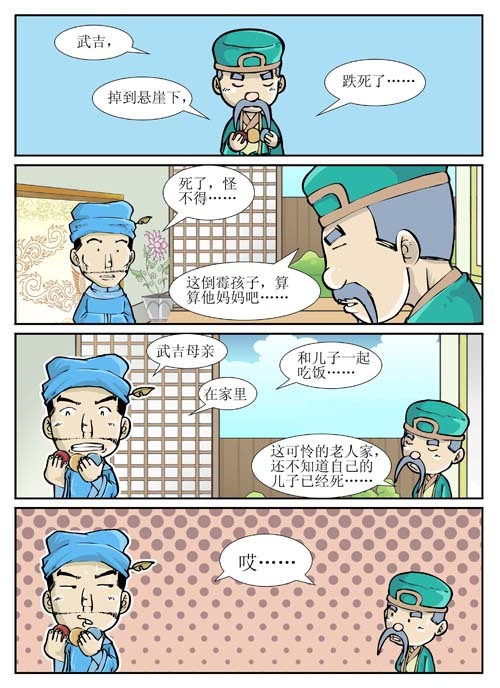 武吉，
掉到悬崖下，
跌死了……
死了，怪
不得……
这倒霉孩子，算
算他妈妈吧……
武吉母亲
在家里
和儿子一起
吃饭……
这可怜的老人家，
还不知道自己的
儿子已经死……
哎……